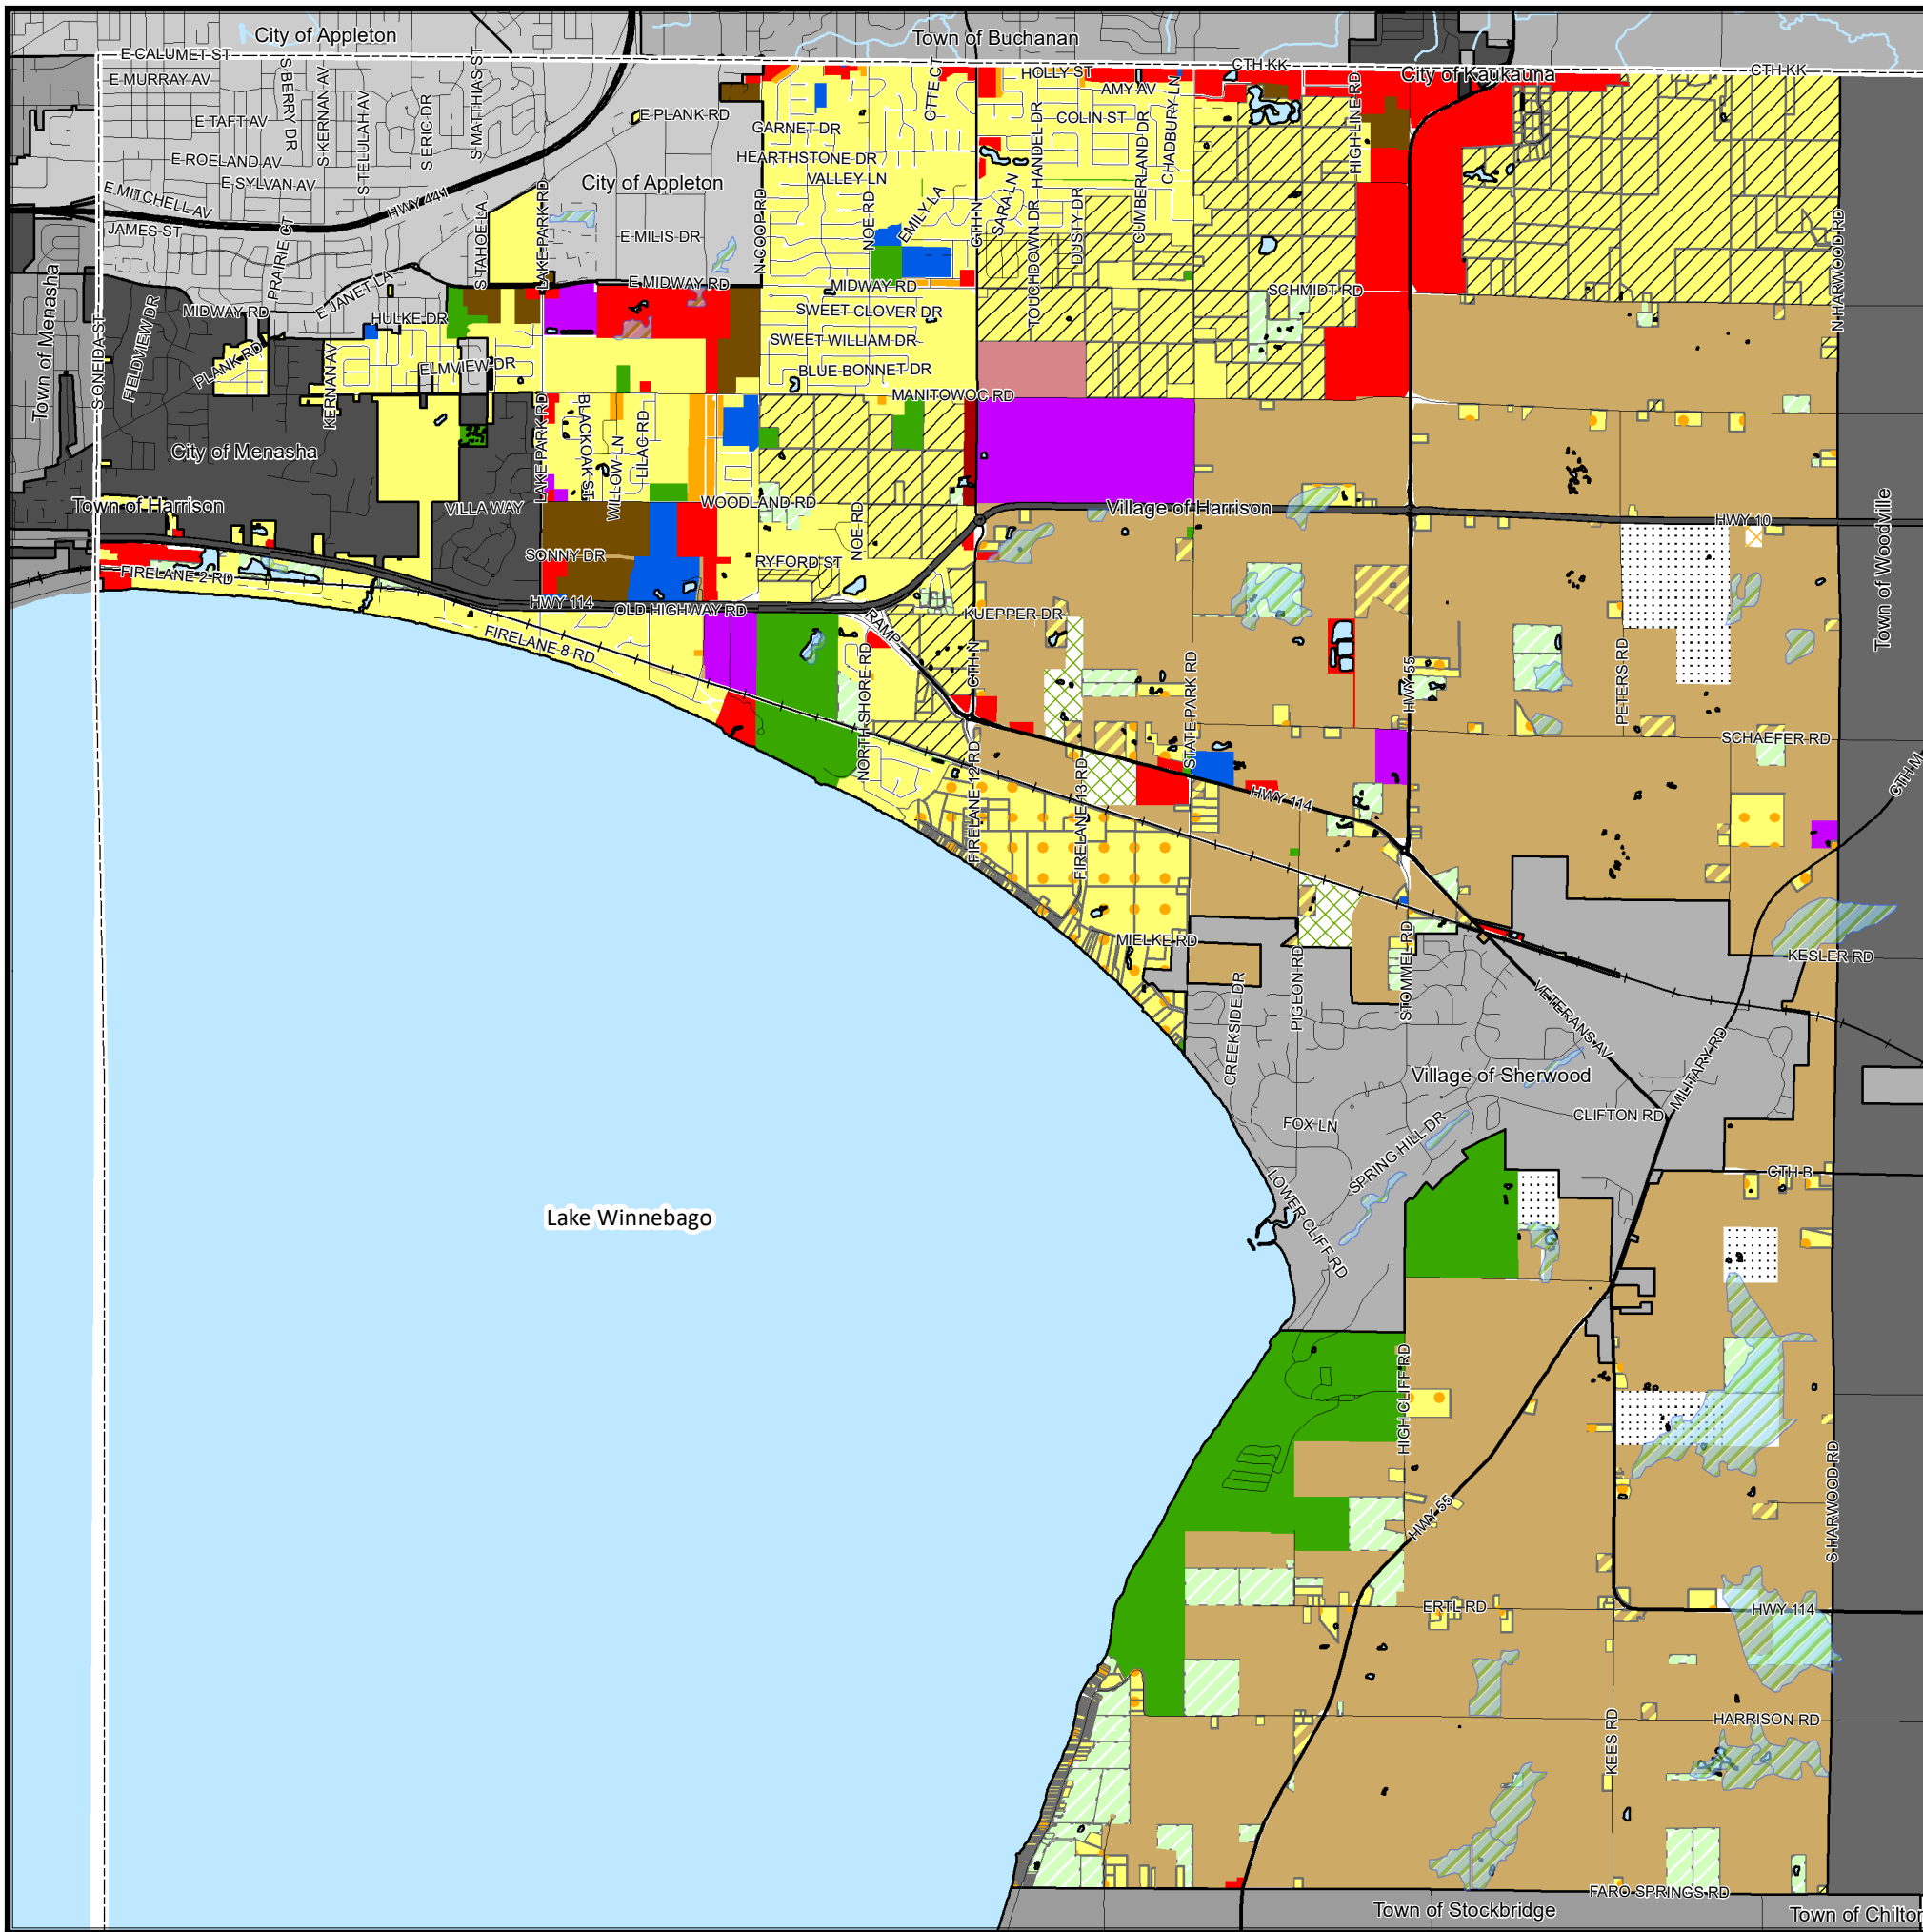 City of Appleton
Town of Buchanan
E CALUMET ST
E MURRAY AV
S BERRY DR
S KERNAN AV
S TELULAH AV
S ERIC DR
S MATTHIAS ST
E TAFT AV
E ROELAND AV
E SYLVAN AV
E MITCHELL AV
JAMES ST
PRAIRIE CT
HWY 441
E PLANK RD
City of Appleton
E MILIS DR
LAKE PARK RD
S TAHOE LA
N COOP RD
GARNET DR
HEARTHSTONE DR
VALLEY LN
NOE RD
EMILY LA
OTTE CT
CTH N
HOLLY ST
AMY AV
COLIN ST
SARA LN
HANDEL DR
TOUCHDOWN DR
DUSTY DR
CUMBERLAND DR
CHADBURY LN
CTH KK
HIGH LINE RD
City of Kaukauna
CTH KK
N HARWOOD RD
Town of Menasha
S ONEIDA ST
FIELDVIEW DR
MIDWAY RD
E JANET LA
HULKE DR
PLANK RD
KERNAN AV
ELMVIEW DR
E MIDWAY RD
MIDWAY RD
SWEET CLOVER DR
SWEET WILLIAM DR
BLUE BONNET DR
MANITOWOC RD
SCHMIDT RD
City of Menasha
LAKE PARK RD
BLACKOAK ST
WILLOW LN
LILAC RD
WOODLAND RD
VILLA WAY
Town of Harrison
Village of Harrison
HWY 10
Town of Woodville
SONNY DR
NOE RD
RYFORD ST
FIRELANE 2 RD
HWY 114
OLD HIGHWAY RD
FIRELANE 8 RD
RAMP
KUEPPER DR
CTH N
NORTH SHORE RD
STATE PARK RD
HWY 55
PETERS RD
SCHAEFER RD
CTH M
FIRELANE 12 RD
FIRELANE 13 RD
HWY 114
MIELKE RD
KESLER RD
CREEKSIDE DR
PIGEON RD
STOMMEL RD
VETERANS AV
MILITARY RD
Village of Sherwood
CLIFTON RD
FOX LN
SPRING HILL DR
CTH B
LOWER CLIFF RD
Lake Winnebago
HIGH CLIFF RD
S HARWOOD RD
HWY 55
ERTL RD
HWY 114
KEES RD
HARRISON RD
FARO SPRINGS RD
Town of Stockbridge
Town of Chilton